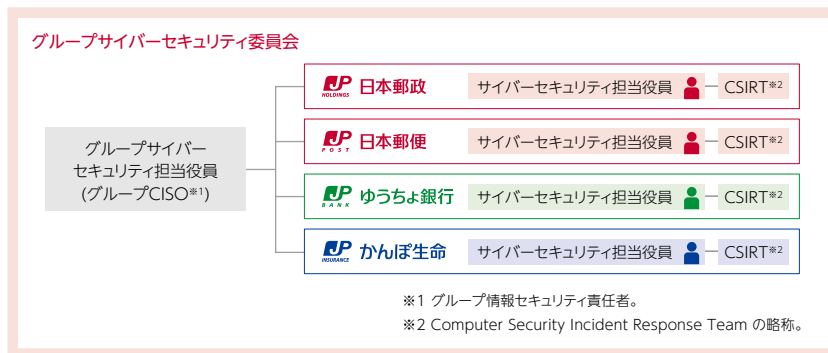 グループサイバーセキュリティ委員会
グループサイバー
セキュリティ担当役員
(グループCISO※1)
JP HOLDINGS 日本郵政 サイバーセキュリティ担当役員 CSIRT※2
JP POST 日本郵便 サイバーセキュリティ担当役員 CSIRT※2
JP BANK ゆうちょ銀行 サイバーセキュリティ担当役員 CSIRT※2
JP INSURANCE かんぽ生命 サイバーセキュリティ担当役員 CSIRT※2
※1 グループ情報セキュリティ責任者。
※2 Computer Security Incident Response Team の略称。